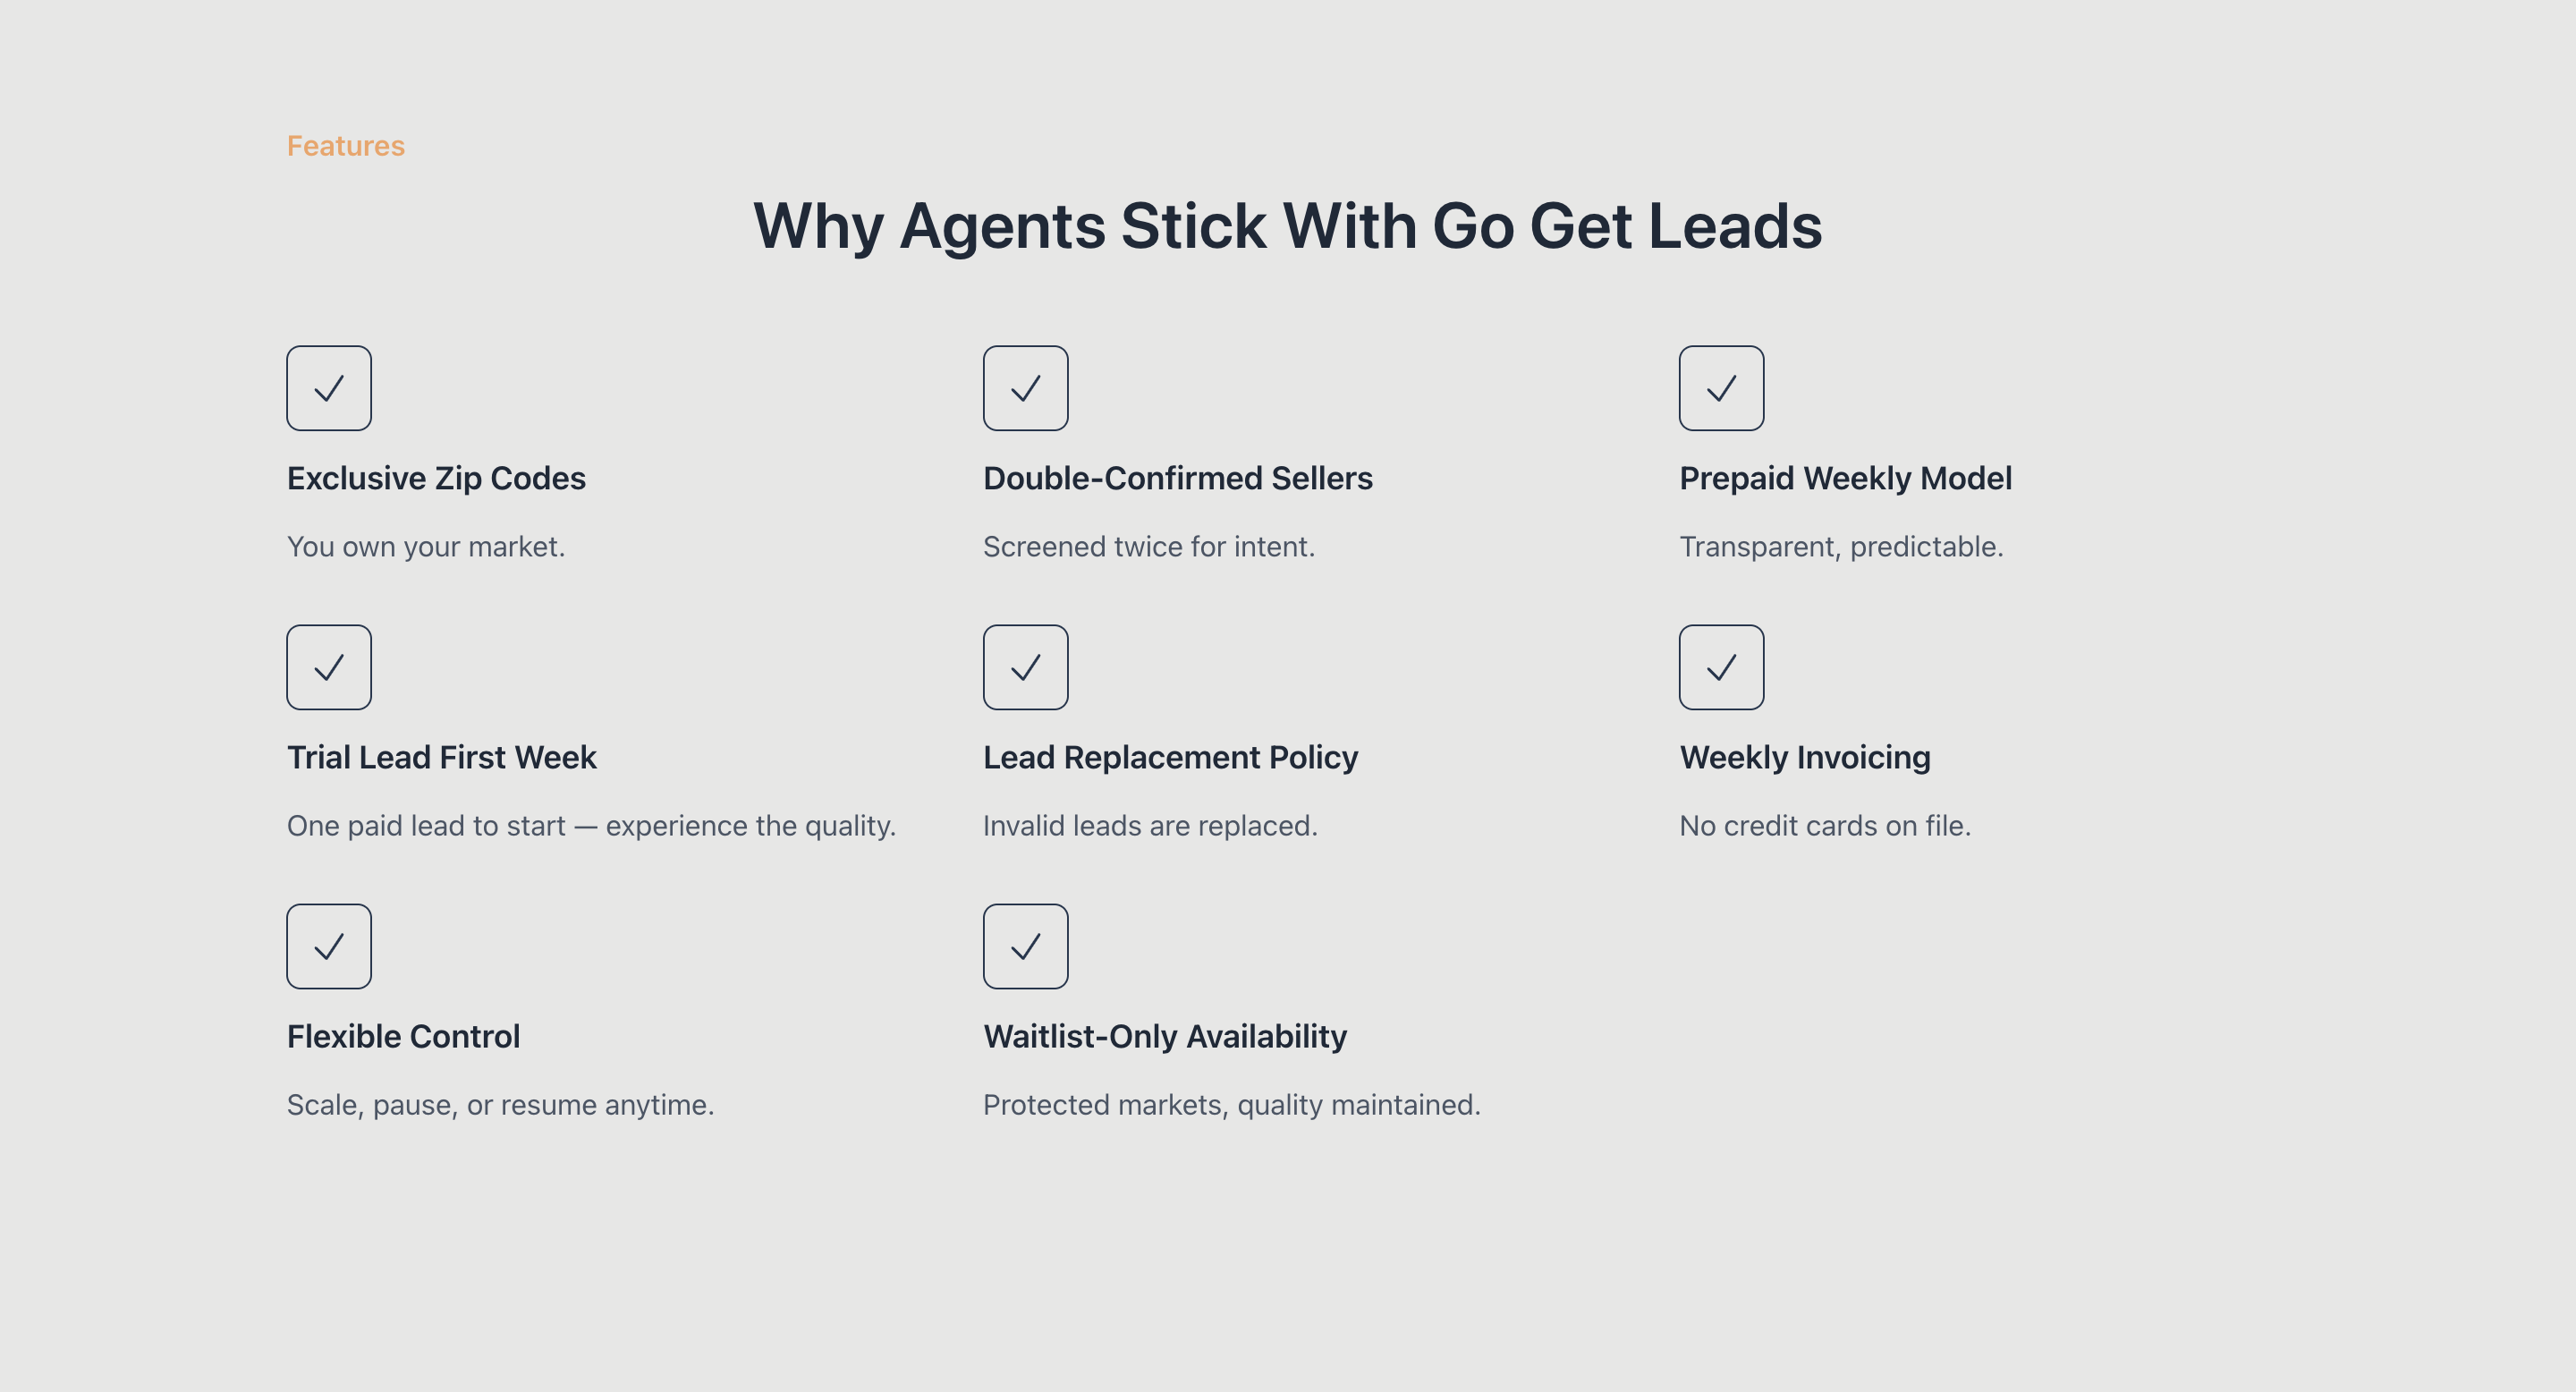 Features
Why Agents Stick With Go Get Leads
Exclusive Zip Codes
You own your market.
Double-Confirmed Sellers
Screened twice for intent.
Prepaid Weekly Model
Transparent, predictable.
Trial Lead First Week
One paid lead to start — experience the quality.
Lead Replacement Policy
Invalid leads are replaced.
Weekly Invoicing
No credit cards on file.
Flexible Control
Scale, pause, or resume anytime.
Waitlist-Only Availability
Protected markets, quality maintained.